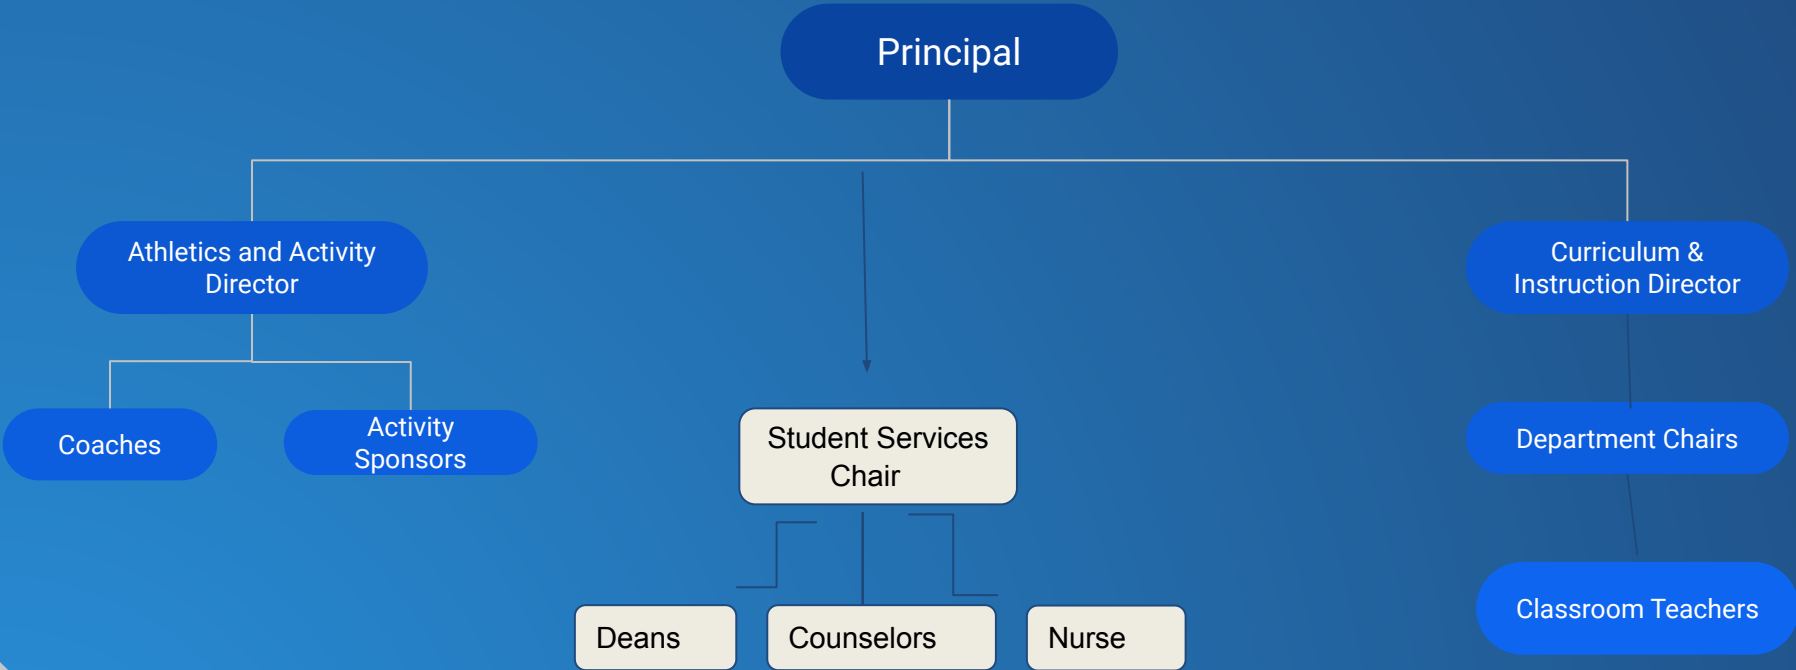 Principal
Athletics and Activity
Director
Curriculum &
Instruction Director
Coaches
Activity
Sponsors
Student Services
Chair
Department Chairs
Deans
Counselors
Nurse
Classroom Teachers